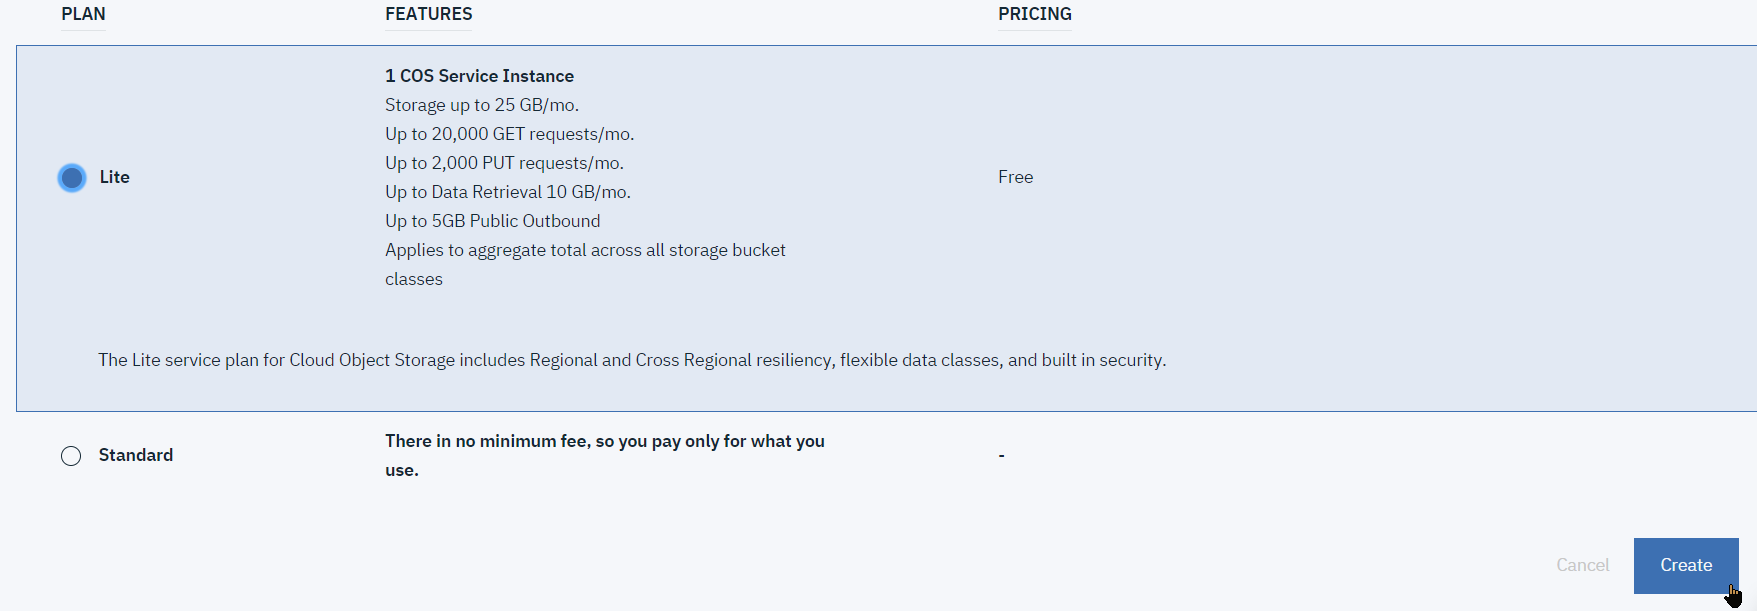 PLAN FEATURES PRICING
1 COS Service Instance
Storage up to 25 GB/mo.
Up to 20,000 GET requests/mo.
Up to 2,000 PUT requests/mo.
Lite Free
Up to Data Retrieval 10 GB/mo.
Up to 5GB Public Outbound
Applies to aggregate total across all storage bucket
classes
The Lite service plan for Cloud Object Storage includes Regional and Cross Regional resiliency, flexible data classes, and built in security.
Standard
There in no minimum fee, so you pay only for what you
use.
-
Cancel Create